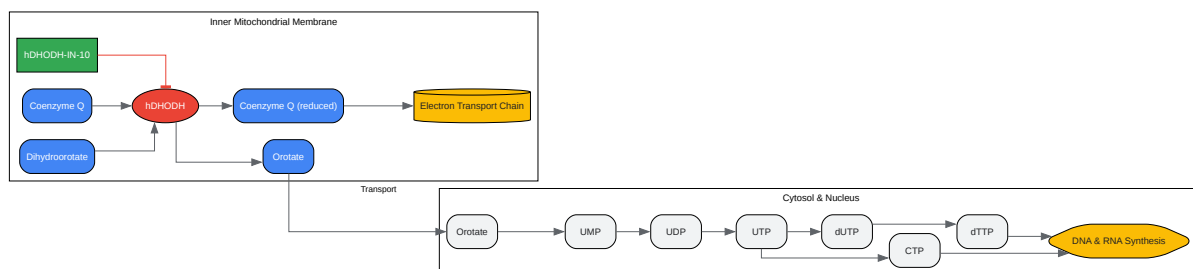 Inner Mitochondrial Membrane
hDHODH-IN-10
Coenzyme Q
hDHODH
Coenzyme Q (reduced)
Electron Transport Chain
Dihydroorotate
Orotate
Transport
Cytosol & Nucleus
Orotate
UMP
UDP
UTP
dUTP
dTTP
CTP
DNA & RNA Synthesis